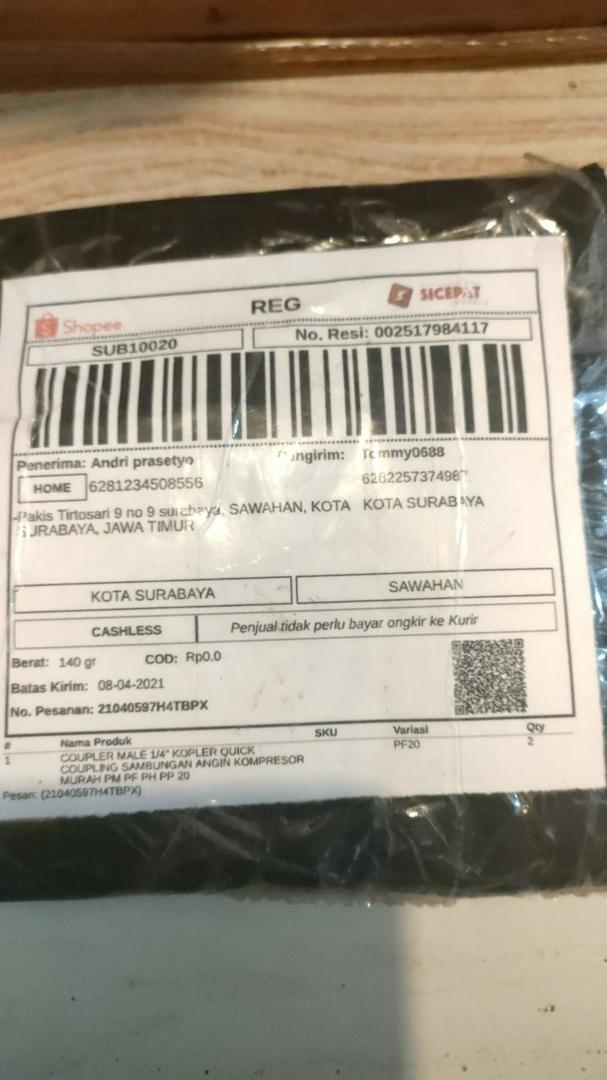 Shopee
REG
SICEPAT
SUB10020
No. Resi: 002517984117
Penerima: Andri prasetyo
HOME
6281234508556
Tommy0688
Pakis Tirtosari 9 no 9 surabaya, SAWAHAN, KOTA
SURABAYA, JAWA TIMUR
KOTA SURABAYA
KOTA SURABAYA
SAWAHAN
CASHLESS
Penjual tidak perlu bayar ongkir ke Kurir
Berat: 140 gr
COD: Rp0.0
Batas Kirim: 08-04-2021
No. Pesanan: 21040597H4TBPX
# Nama Produk SKU Variasi Qty
1 COUPLER MALE 1/4" KOPLER QUICK PF20 2
COUPLING SAMBUNGAN ANGIN KOMPRESOR
MURAH PM PF PH PP 20
Pesan: (21040597H4TBPX)